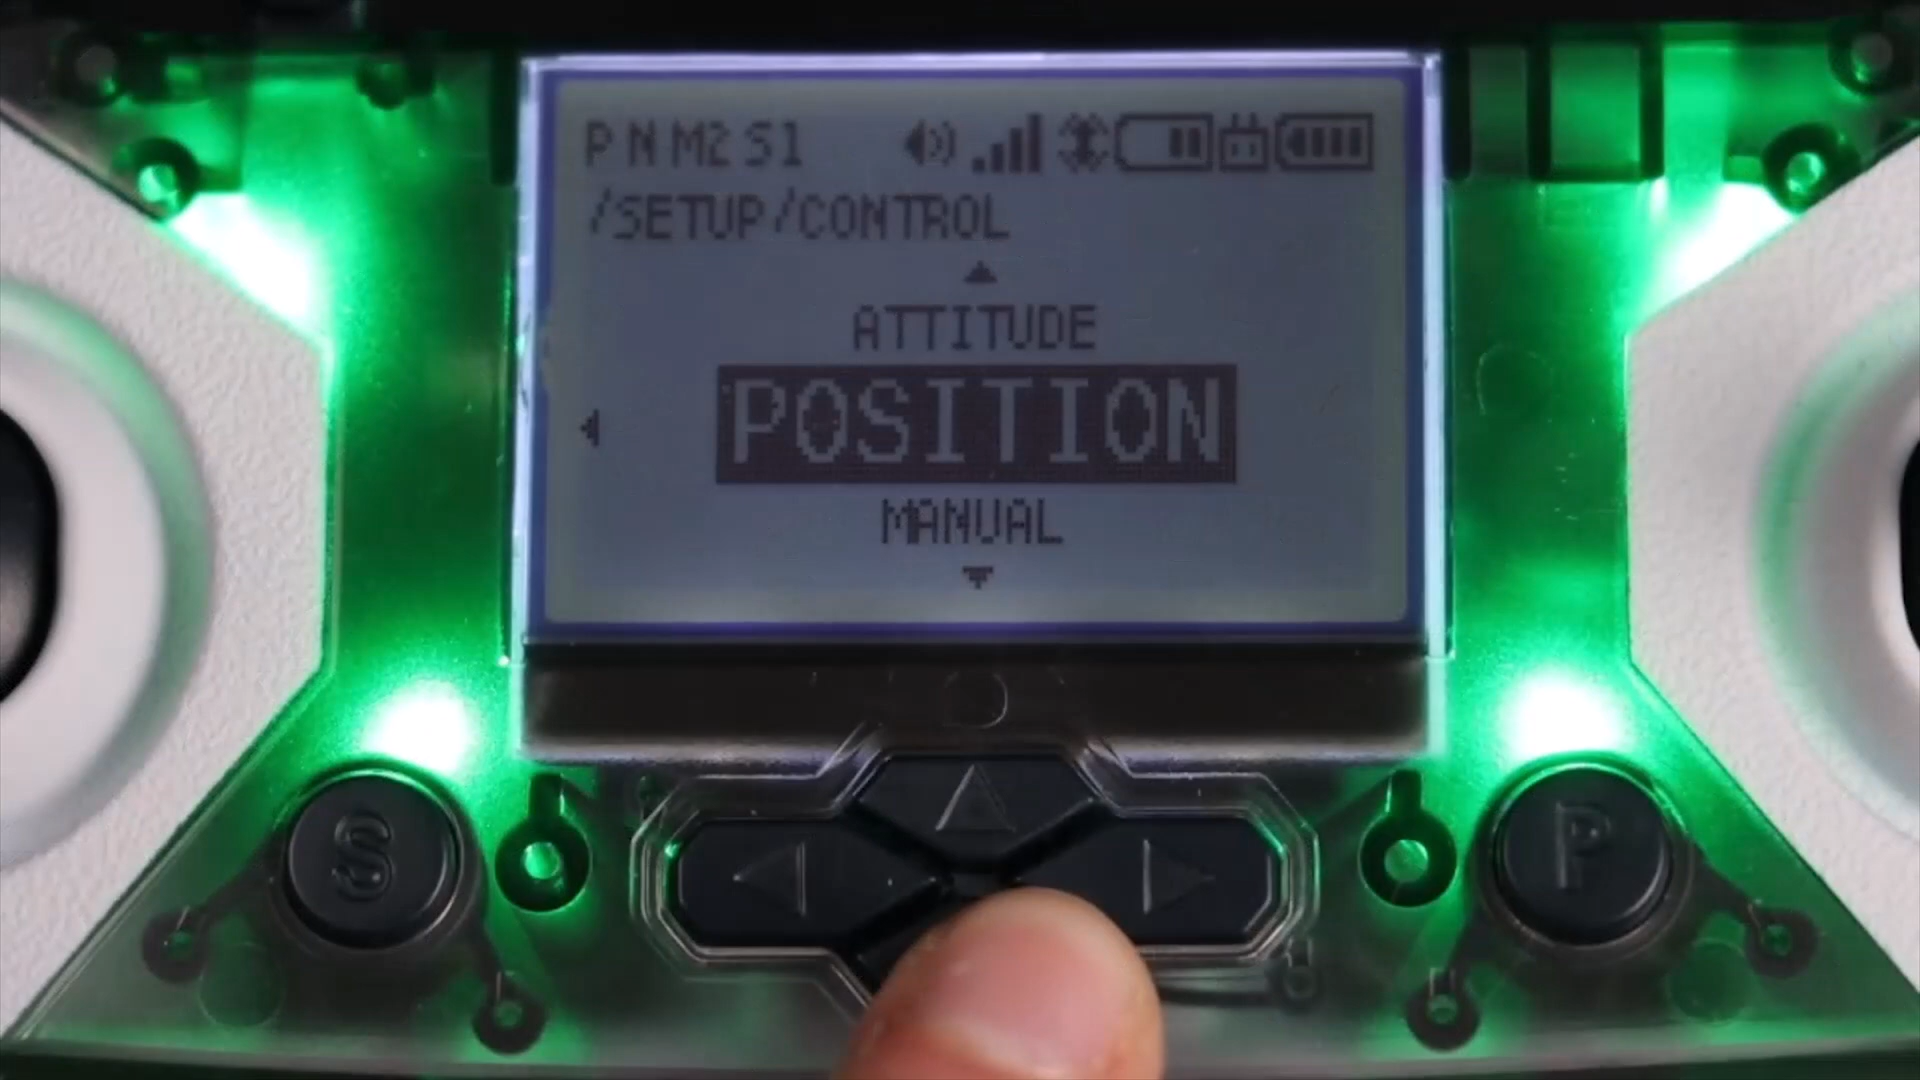 P N M2 S1
/SETUP/CONTROL
ATTITUDE
POSITION
MANUAL
S
P